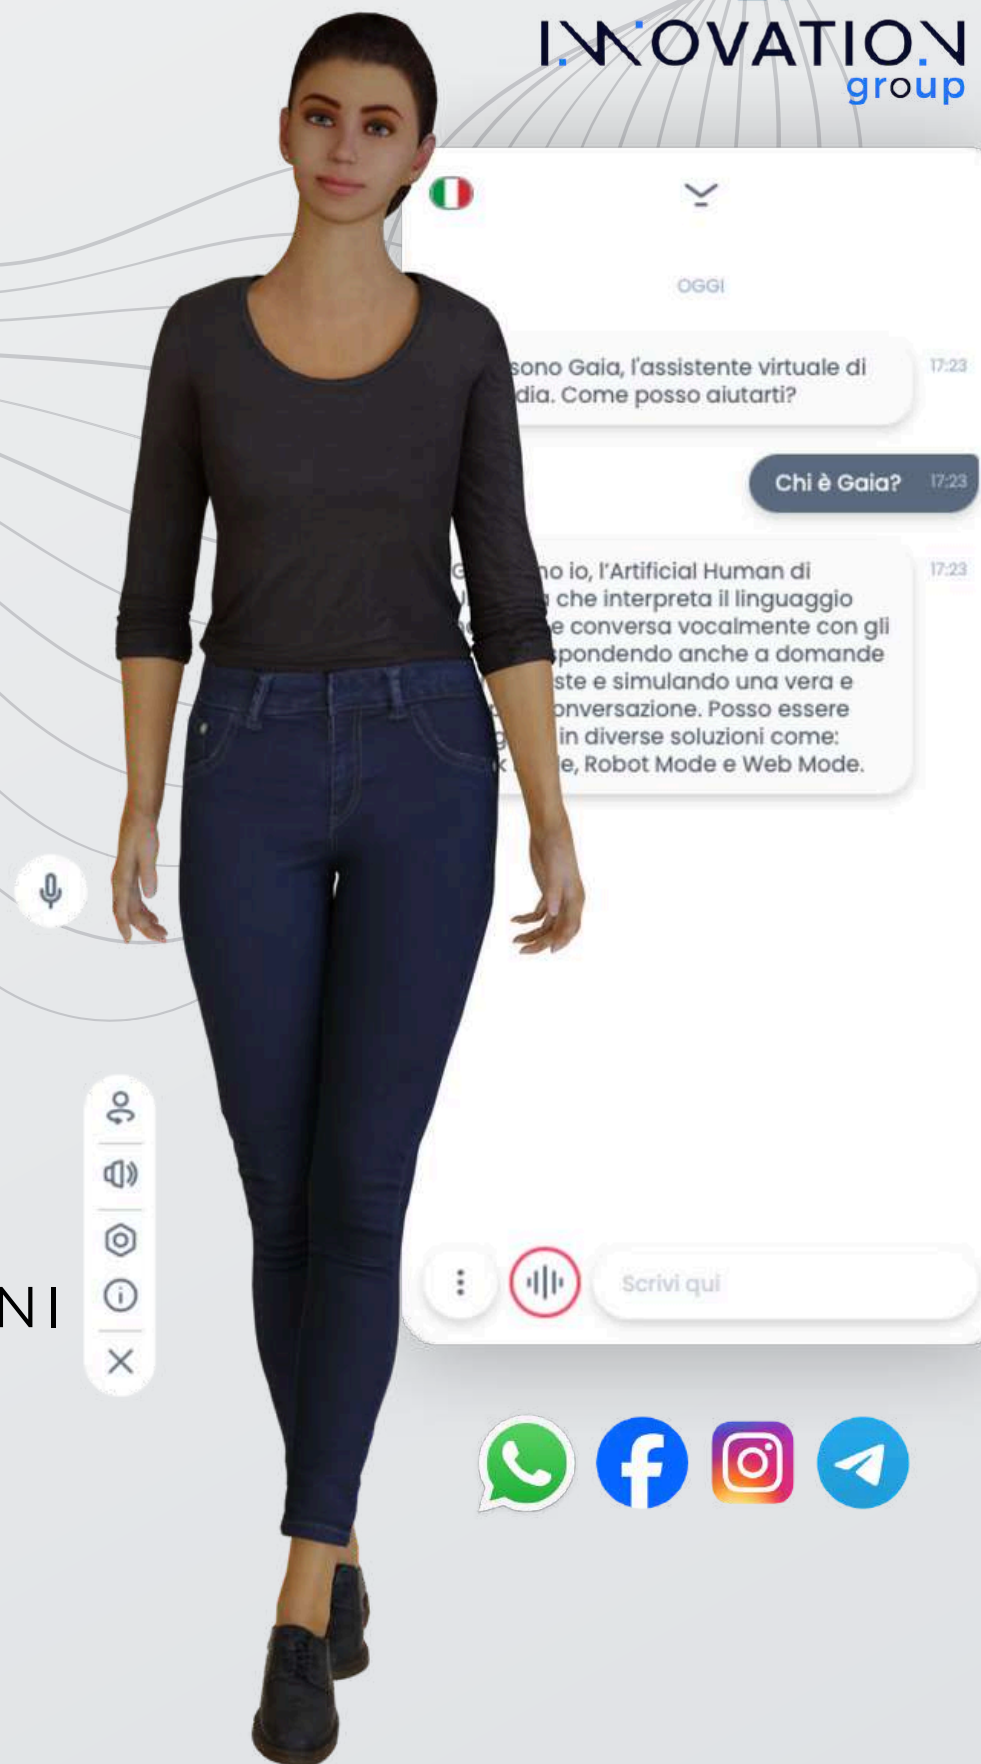 INNOVATION
group
OGGI
sono Gaia, l'assistente virtuale di
dia. Come posso aiutarti?
17:23
Chi è Gaia?
17:23
no io, l'Artificial Human di
che interpreta il linguaggio
e conversa vocalmente con gli
spondendo anche a domande
ste e simulando una vera e
onversazione. Posso essere
in diverse soluzioni come:
le, Robot Mode e Web Mode.
17:23
NI
Scrivi qui